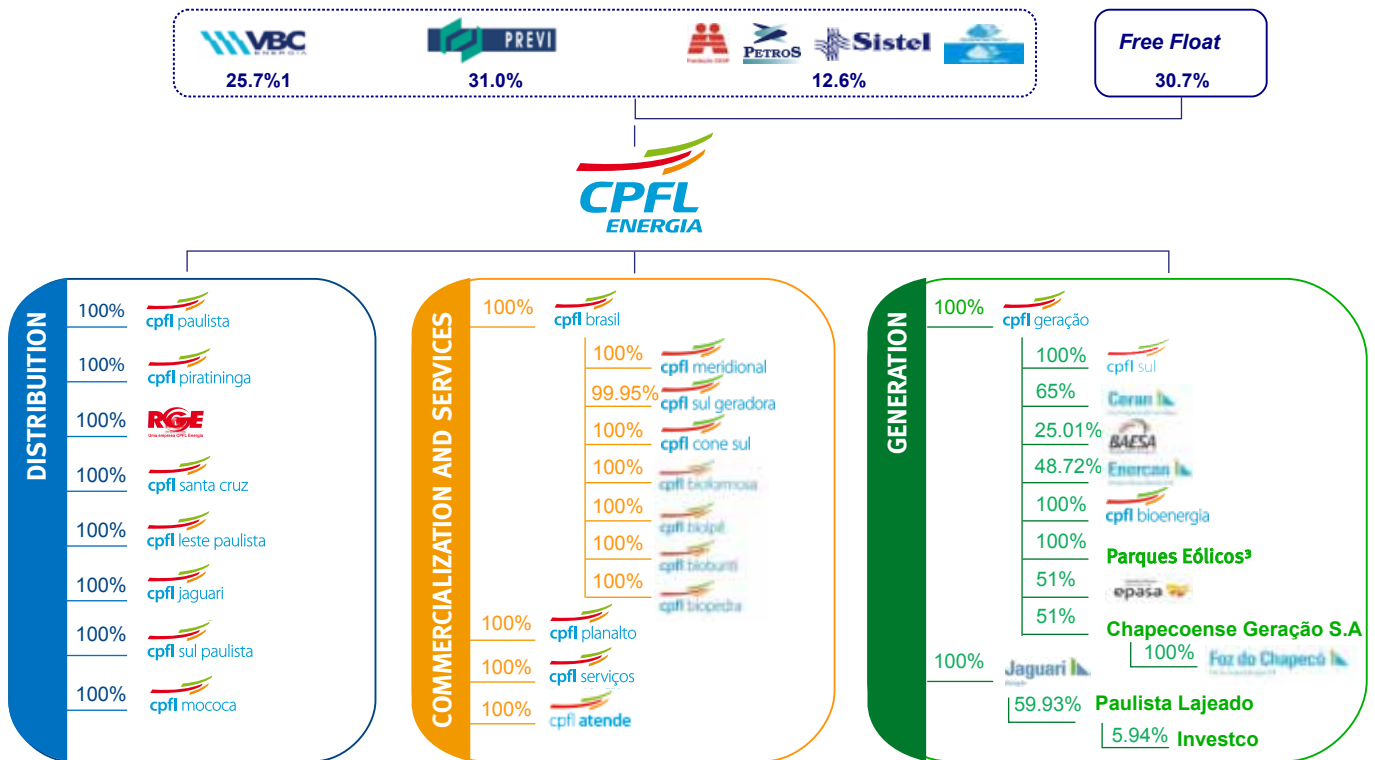 VBC
ENERGIA
25.7%1
PREVI
31.0%
PETROS
Sistel
12.6%
Free Float
30.7%
CPFL
ENERGIA
DISTRIBUITION
100%
cpfl paulista
100%
cpfl piratininga
100%
RGE
Uma empresa CPFL Energia
100%
cpfl santa cruz
100%
cpfl leste paulista
100%
cpfl jaguari
100%
cpfl sul paulista
100%
cpfl mococa
COMMERCIALIZATION AND SERVICES
100%
cpfl brasil
100%
cpfl meridional
99.95%
cpfl sul geradora
100%
cpfl cone sul
100%
cpfl bioformosa
100%
cpfl bioipê
100%
cpfl bioburiti
100%
cpfl biopedra
100%
cpfl planalto
100%
cpfl serviços
100%
cpfl atende
GENERATION
100%
cpfl geração
100%
cpfl sul
65%
Ceran
25.01%
BAESA
48.72%
Enercan
100%
cpfl bioenergia
100%
Parques Eólicos³
51%
epasa
51%
Chapecoense Geração S.A
100%
Foz do Chapecó
100%
Jaguari
59.93%
Paulista Lajeado
5.94%
Investco